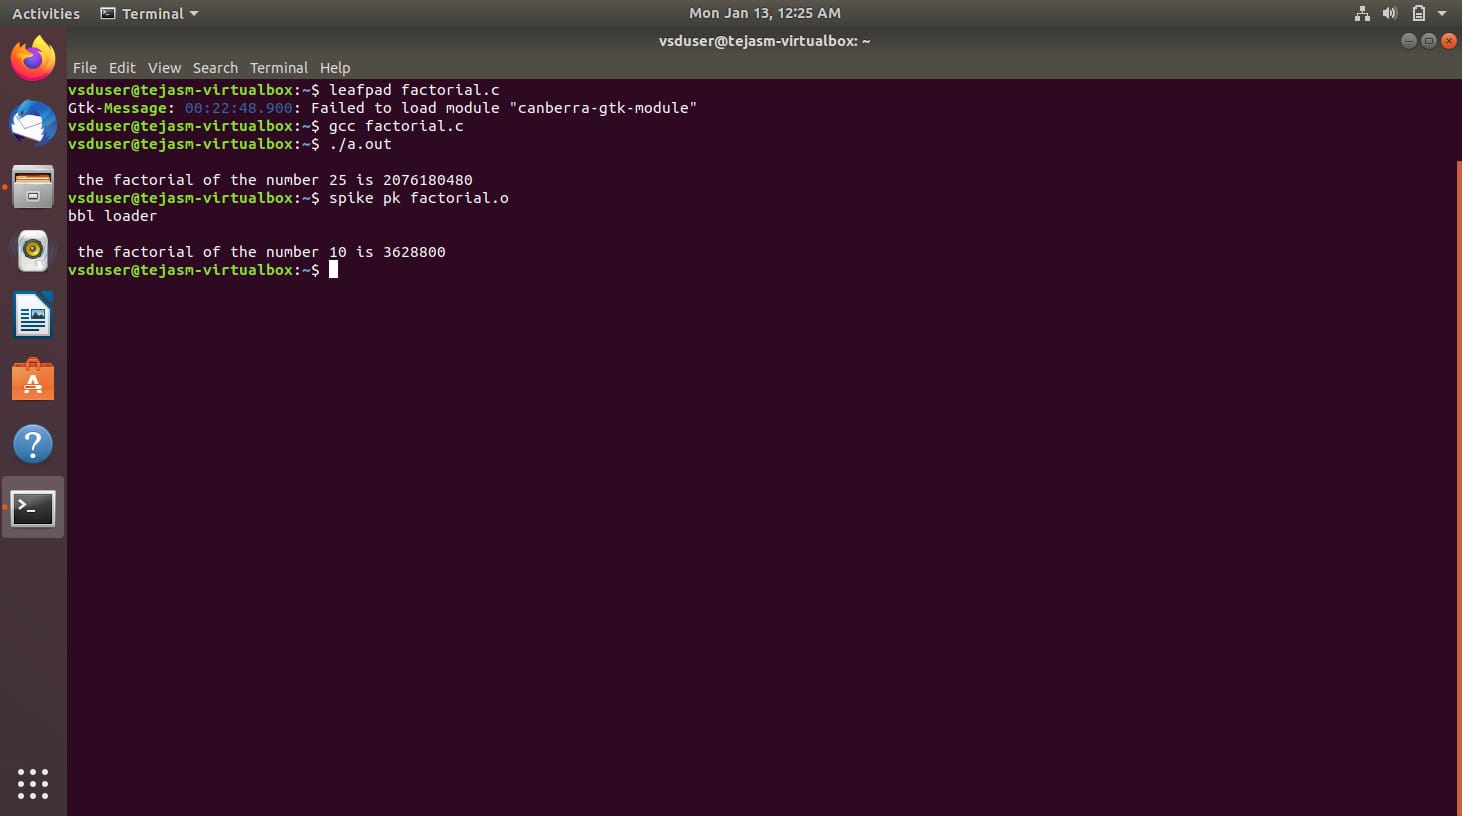 Activities Terminal Mon Jan 13, 12:25 AM
vsduser@tejasm-virtualbox: ~
File Edit View Search Terminal Help
vsduser@tejasm-virtualbox:~$ leafpad factorial.c
Gtk-Message: 00:22:48.900: Failed to load module "canberra-gtk-module"
vsduser@tejasm-virtualbox:~$ gcc factorial.c
vsduser@tejasm-virtualbox:~$ ./a.out
the factorial of the number 25 is 2076180480
vsduser@tejasm-virtualbox:~$ spike pk factorial.o
bbl loader
the factorial of the number 10 is 3628800
vsduser@tejasm-virtualbox:~$